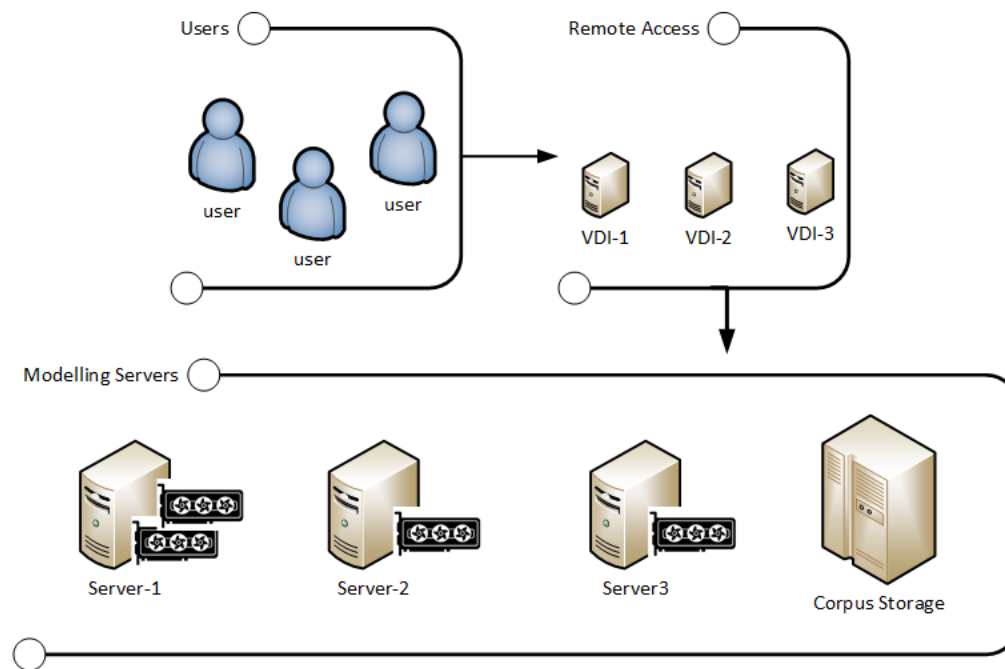 Users
Remote Access
user
user
user
VDI-1
VDI-2
VDI-3
Modelling Servers
Server-1
Server-2
Server3
Corpus Storage